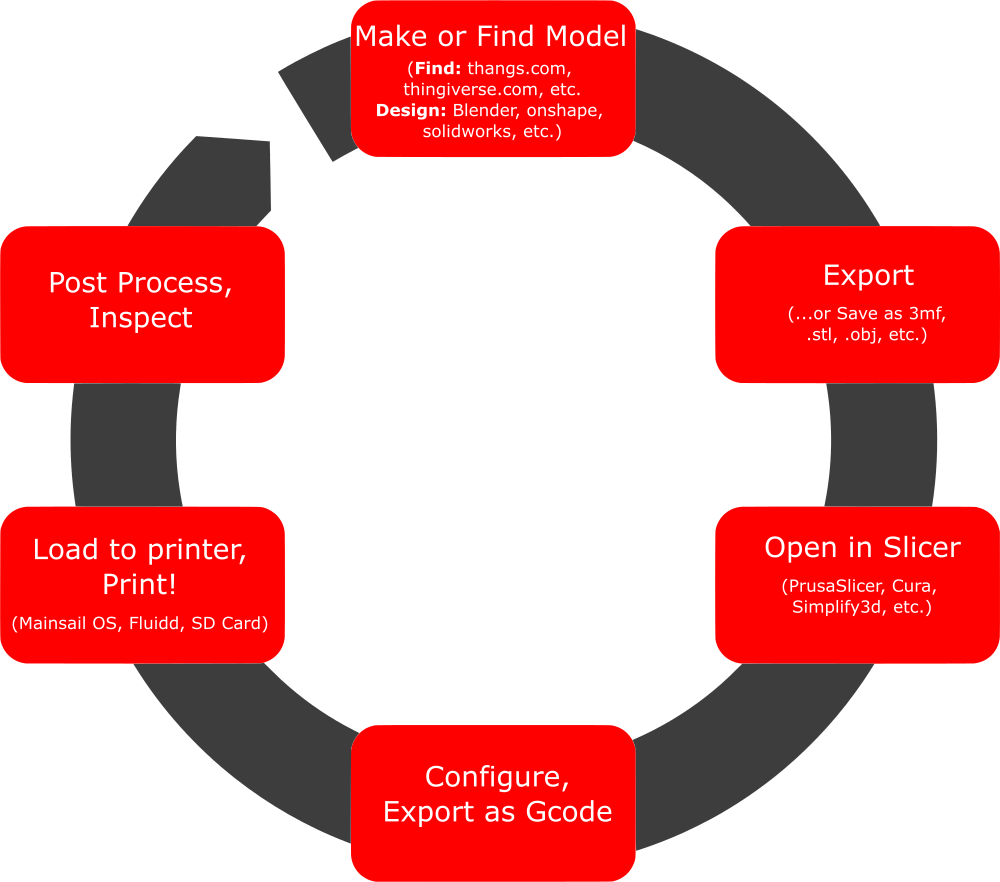 Make or Find Model
(Find: thangs.com,
thingiverse.com, etc.
Design: Blender, onshape,
solidworks, etc.)
Export
(...or Save as 3mf,
.stl, .obj, etc.)
Open in Slicer
(PrusaSlicer, Cura,
Simplify3d, etc.)
Configure,
Export as Gcode
Load to printer,
Print!
(Mainsail OS, Fluidd, SD Card)
Post Process,
Inspect